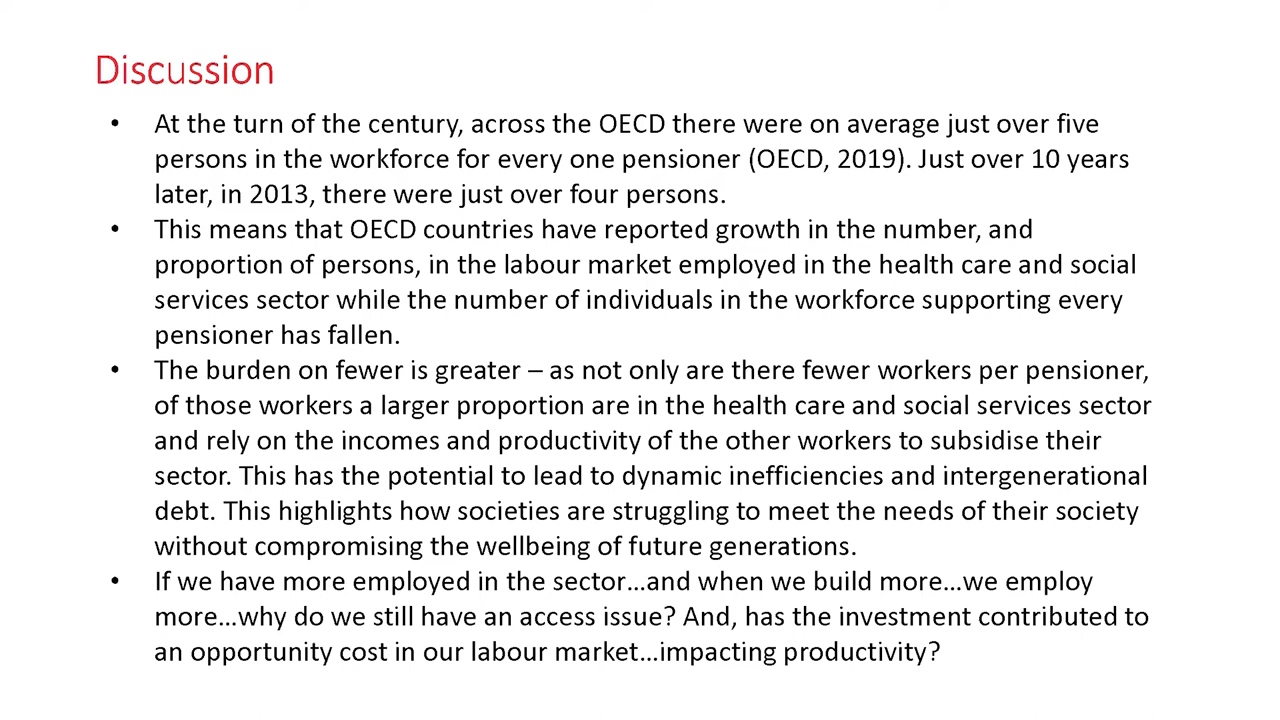 Discussion
• At the turn of the century, across the OECD there were on average just over five
persons in the workforce for every one pensioner (OECD, 2019). Just over 10 years
later, in 2013, there were just over four persons.
• This means that OECD countries have reported growth in the number, and
proportion of persons, in the labour market employed in the health care and social
services sector while the number of individuals in the workforce supporting every
pensioner has fallen.
• The burden on fewer is greater – as not only are there fewer workers per pensioner,
of those workers a larger proportion are in the health care and social services sector
and rely on the incomes and productivity of the other workers to subsidise their
sector. This has the potential to lead to dynamic inefficiencies and intergenerational
debt. This highlights how societies are struggling to meet the needs of their society
without compromising the wellbeing of future generations.
• If we have more employed in the sector…and when we build more…we employ
more…why do we still have an access issue? And, has the investment contributed to
an opportunity cost in our labour market…impacting productivity?